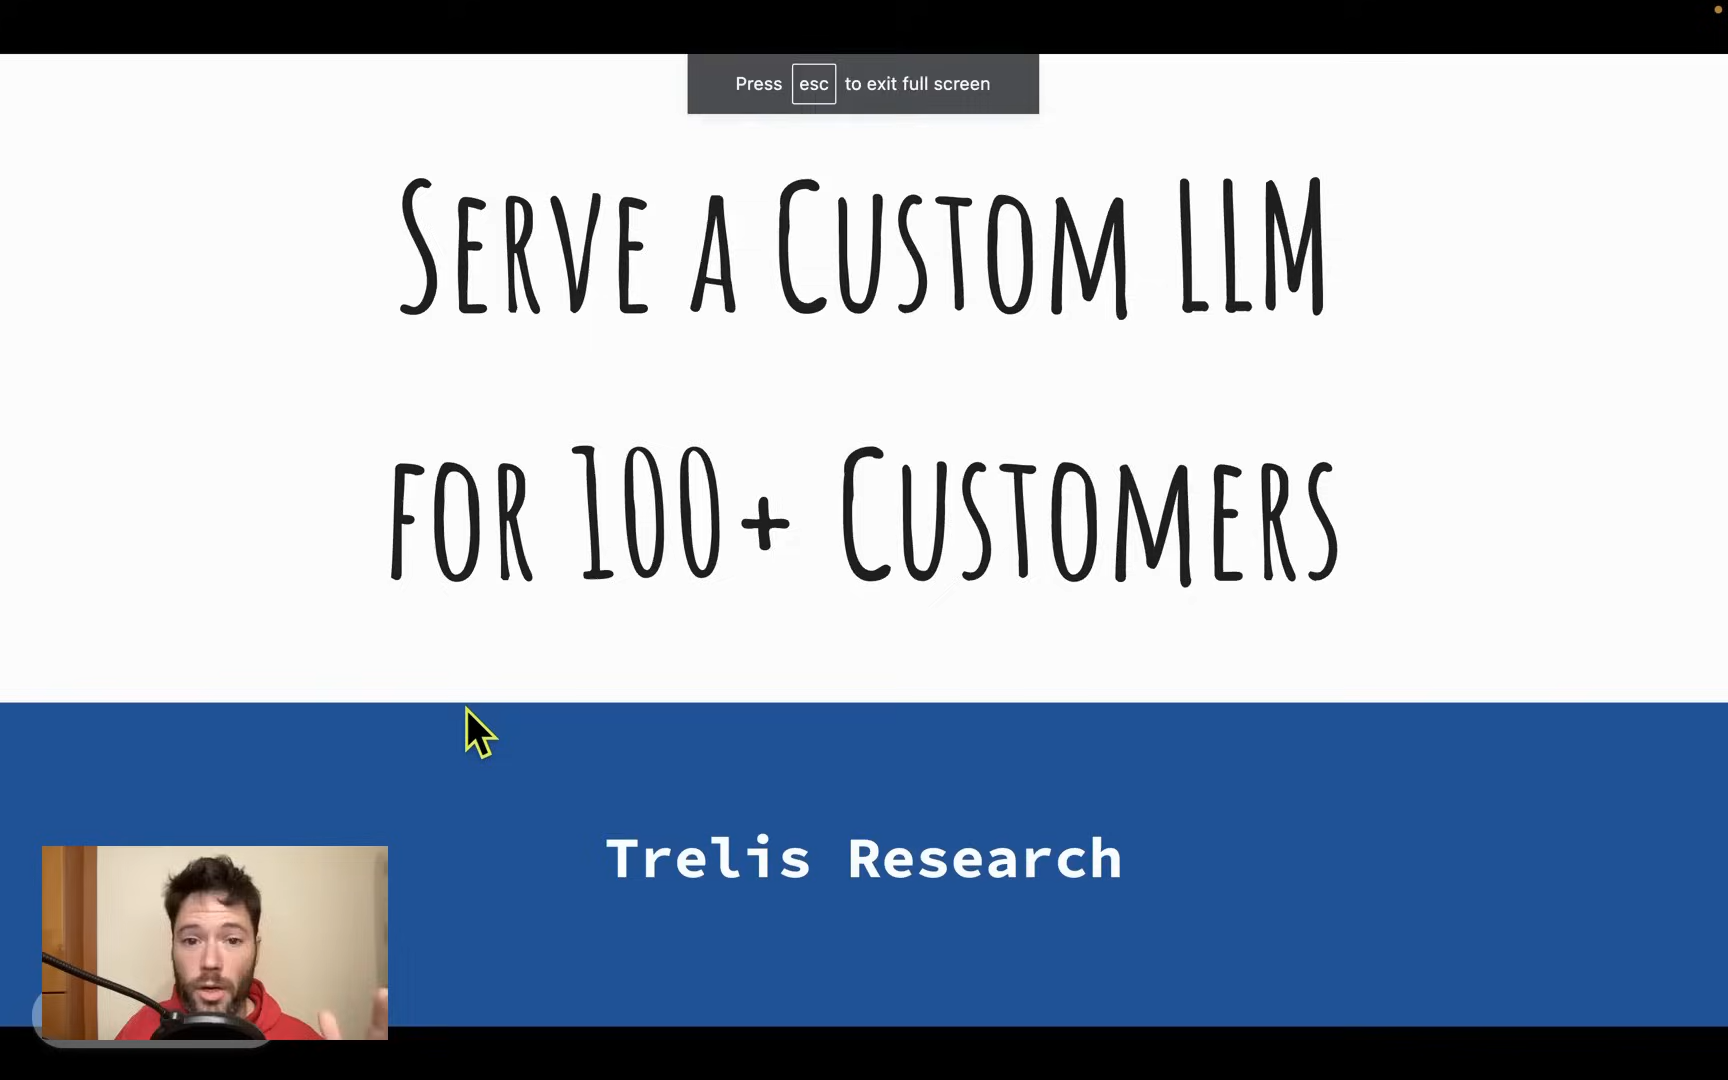 Press esc to exit full screen
SERVE A CUSTOM LLM
FOR 100+ CUSTOMERS
Trelis Research